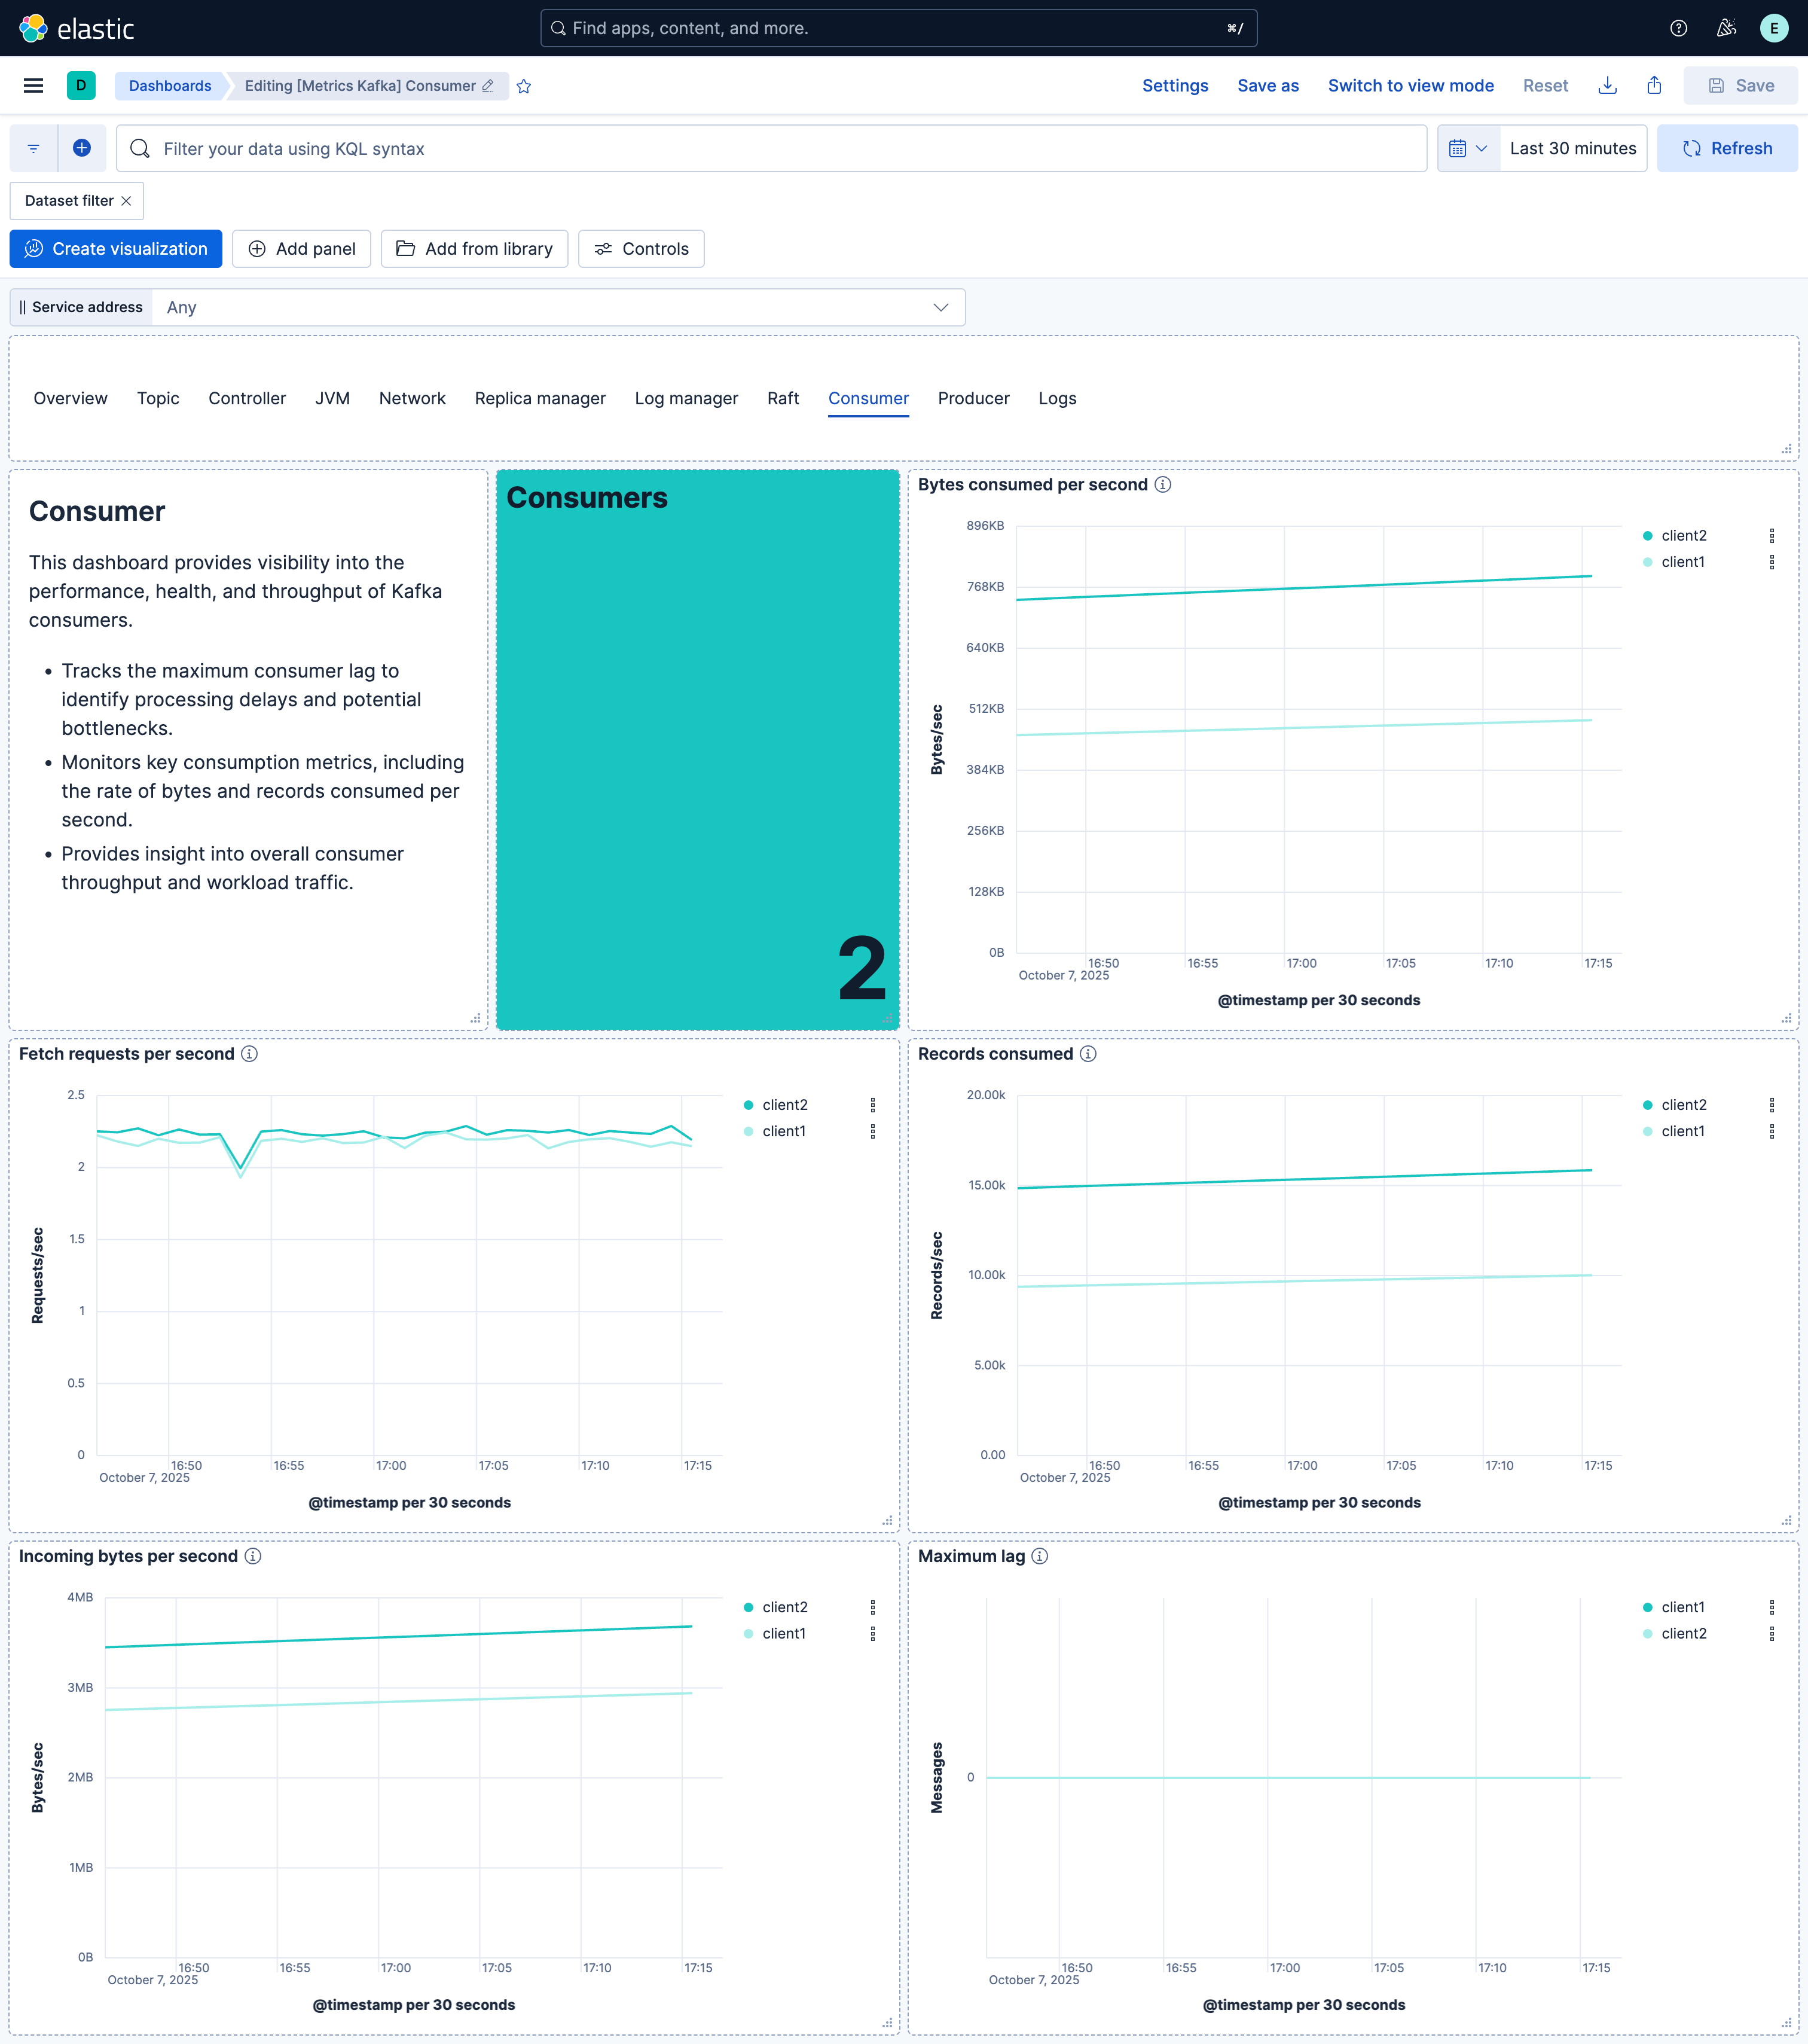 elastic
Find apps, content, and more.
⌘/
E
D
Dashboards
Editing [Metrics Kafka] Consumer
Settings
Save as
Switch to view mode
Reset
Save
Filter your data using KQL syntax
Last 30 minutes
Refresh
Dataset filter
Create visualization
Add panel
Add from library
Controls
Service address
Any
Overview
Topic
Controller
JVM
Network
Replica manager
Log manager
Raft
Consumer
Producer
Logs
Consumer
This dashboard provides visibility into the
performance, health, and throughput of Kafka
consumers.
• Tracks the maximum consumer lag to
identify processing delays and potential
bottlenecks.
• Monitors key consumption metrics, including
the rate of bytes and records consumed per
second.
• Provides insight into overall consumer
throughput and workload traffic.
Consumers
2
Bytes consumed per second
896KB
768KB
640KB
512KB
384KB
256KB
128KB
0B
Bytes/sec
16:50
16:55
17:00
17:05
17:10
17:15
October 7, 2025
@timestamp per 30 seconds
client2
client1
Fetch requests per second
2.5
2
1.5
1
0.5
0
Requests/sec
16:50
16:55
17:00
17:05
17:10
17:15
October 7, 2025
@timestamp per 30 seconds
client2
client1
Records consumed
20.00k
15.00k
10.00k
5.00k
0.00
Records/sec
16:50
16:55
17:00
17:05
17:10
17:15
October 7, 2025
@timestamp per 30 seconds
client2
client1
Incoming bytes per second
4MB
3MB
2MB
1MB
0B
Bytes/sec
16:50
16:55
17:00
17:05
17:10
17:15
October 7, 2025
@timestamp per 30 seconds
client2
client1
Maximum lag
0
Messages
16:50
16:55
17:00
17:05
17:10
17:15
October 7, 2025
@timestamp per 30 seconds
client1
client2